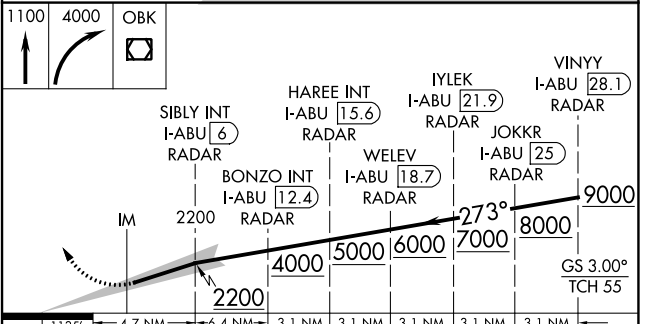 1100 4000 OBK
VINYY
I-ABU 28.1
RADAR
IYLEK
I-ABU 21.9
RADAR
HAREE INT
I-ABU 15.6
RADAR
JOKKR
I-ABU 25
RADAR
SIBLY INT
I-ABU 6
RADAR
WELEV
I-ABU 18.7
RADAR
BONZO INT
I-ABU 12.4
RADAR
IM
2200
273°
9000
8000
7000
6000
5000
4000
2200
GS 3.00°
TCH 55
4.7 NM 6.4 NM 3.1 NM 3.1 NM 3.1 NM 3.1 NM 3.1 NM